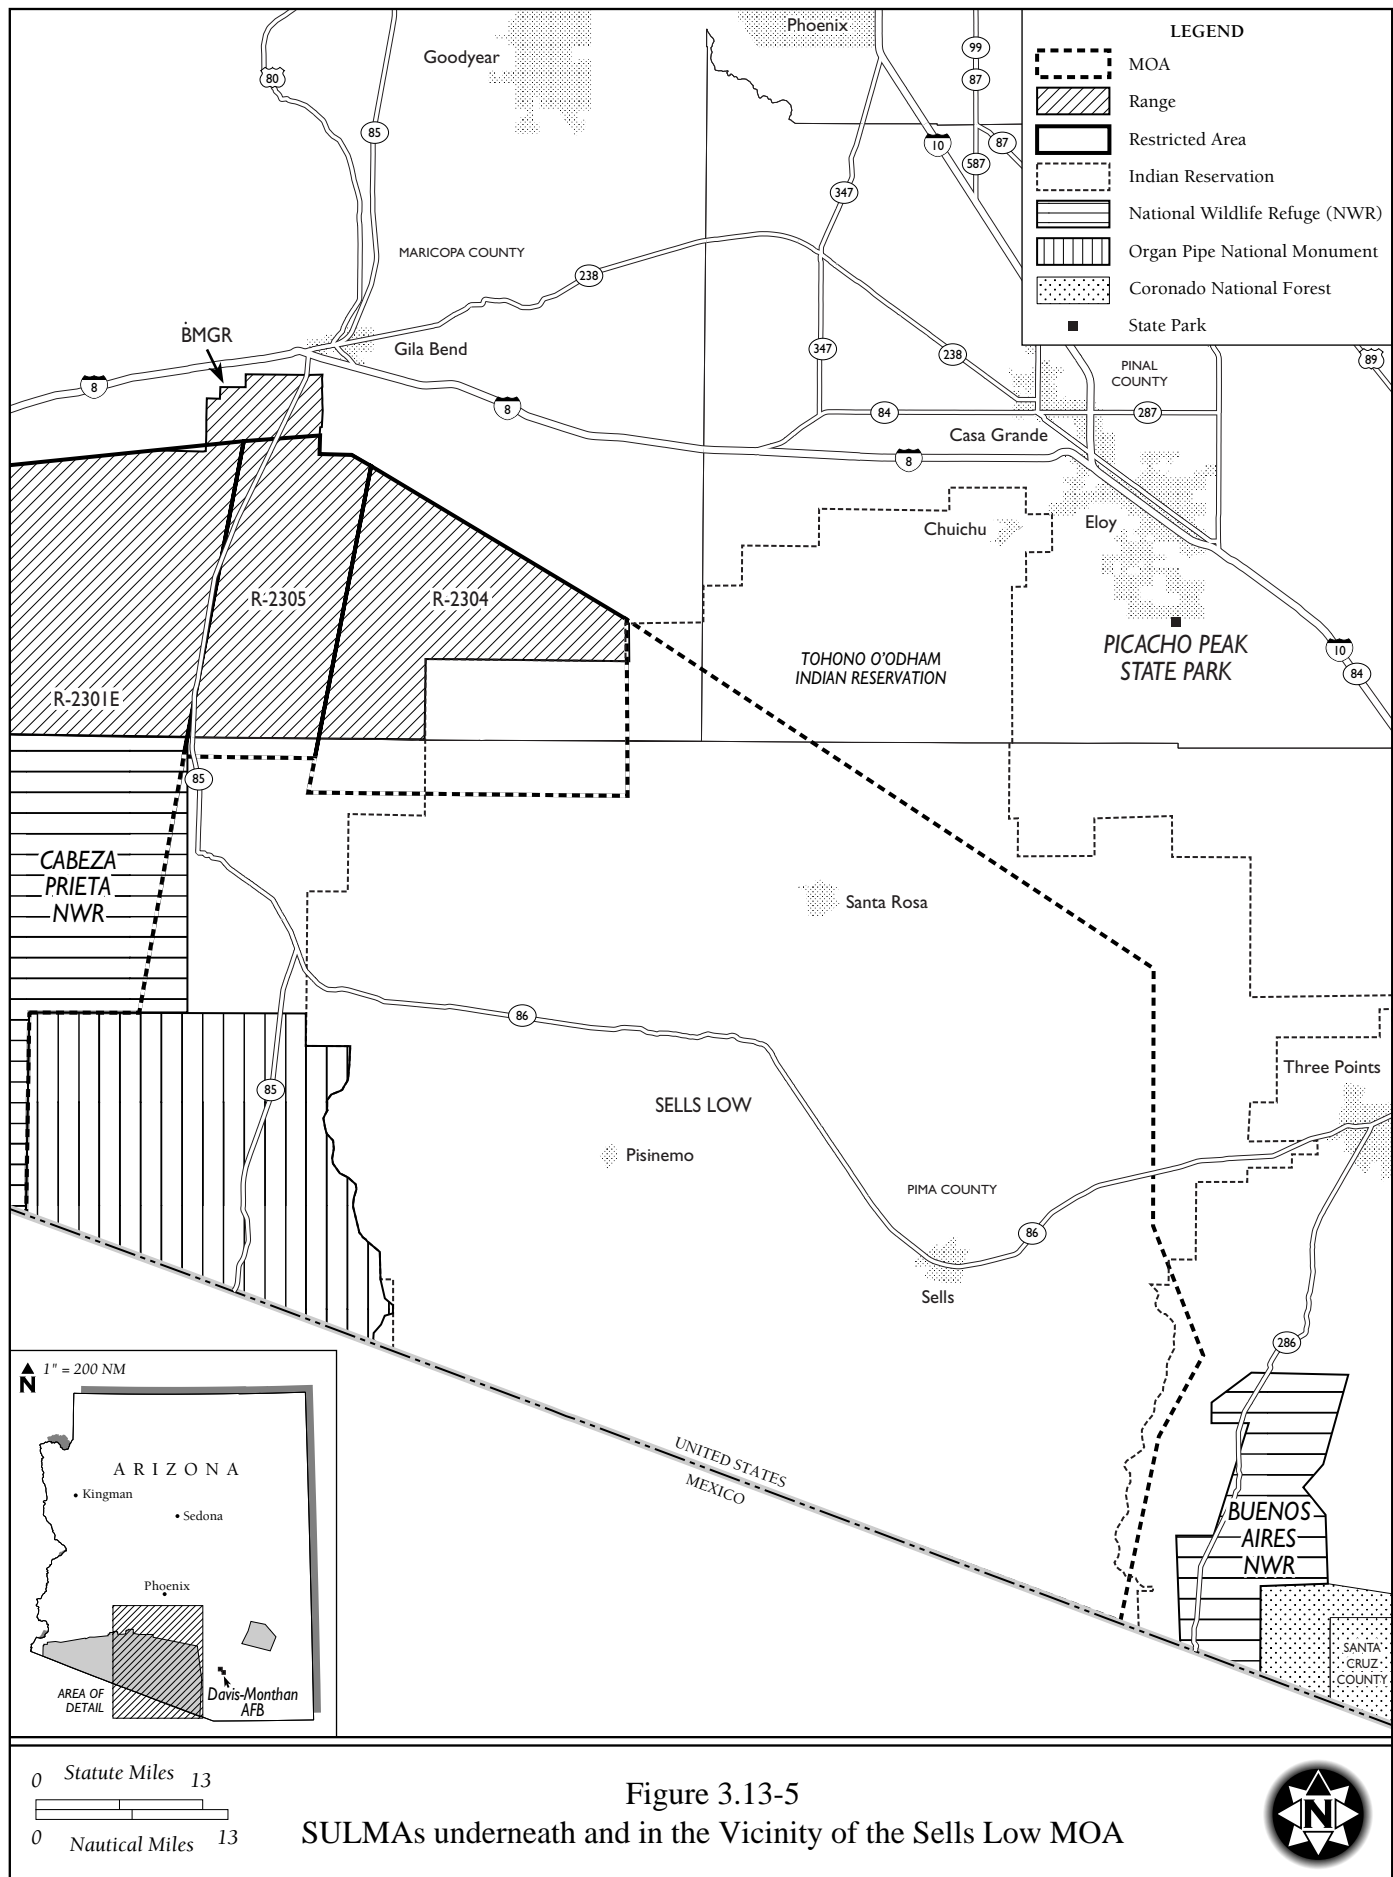 Phoenix
Goodyear
80
85
99
87
10
87
587
347
LEGEND
MOA
Range
Restricted Area
Indian Reservation
National Wildlife Refuge (NWR)
Organ Pipe National Monument
Coronado National Forest
State Park
MARICOPA COUNTY
238
BMGR
Gila Bend
347
238
89
PINAL
COUNTY
8
8
84
287
Casa Grande
8
Chuichu
Eloy
R-2305
R-2304
R-2301E
TOHONO O'ODHAM
INDIAN RESERVATION
PICACHO PEAK
STATE PARK
10
84
85
CABEZA
PRIETA
NWR
Santa Rosa
86
Three Points
85
SELLS LOW
Pisinemo
PIMA COUNTY
86
Sells
286
UNITED STATES
MEXICO
BUENOS
AIRES
NWR
SANTA
CRUZ
COUNTY
1" = 200 NM
N
ARIZONA
Kingman
Sedona
Phoenix
AREA OF
DETAIL
Davis-Monthan
AFB
0 Statute Miles 13
0 Nautical Miles 13
Figure 3.13-5
SULMAs underneath and in the Vicinity of the Sells Low MOA
N